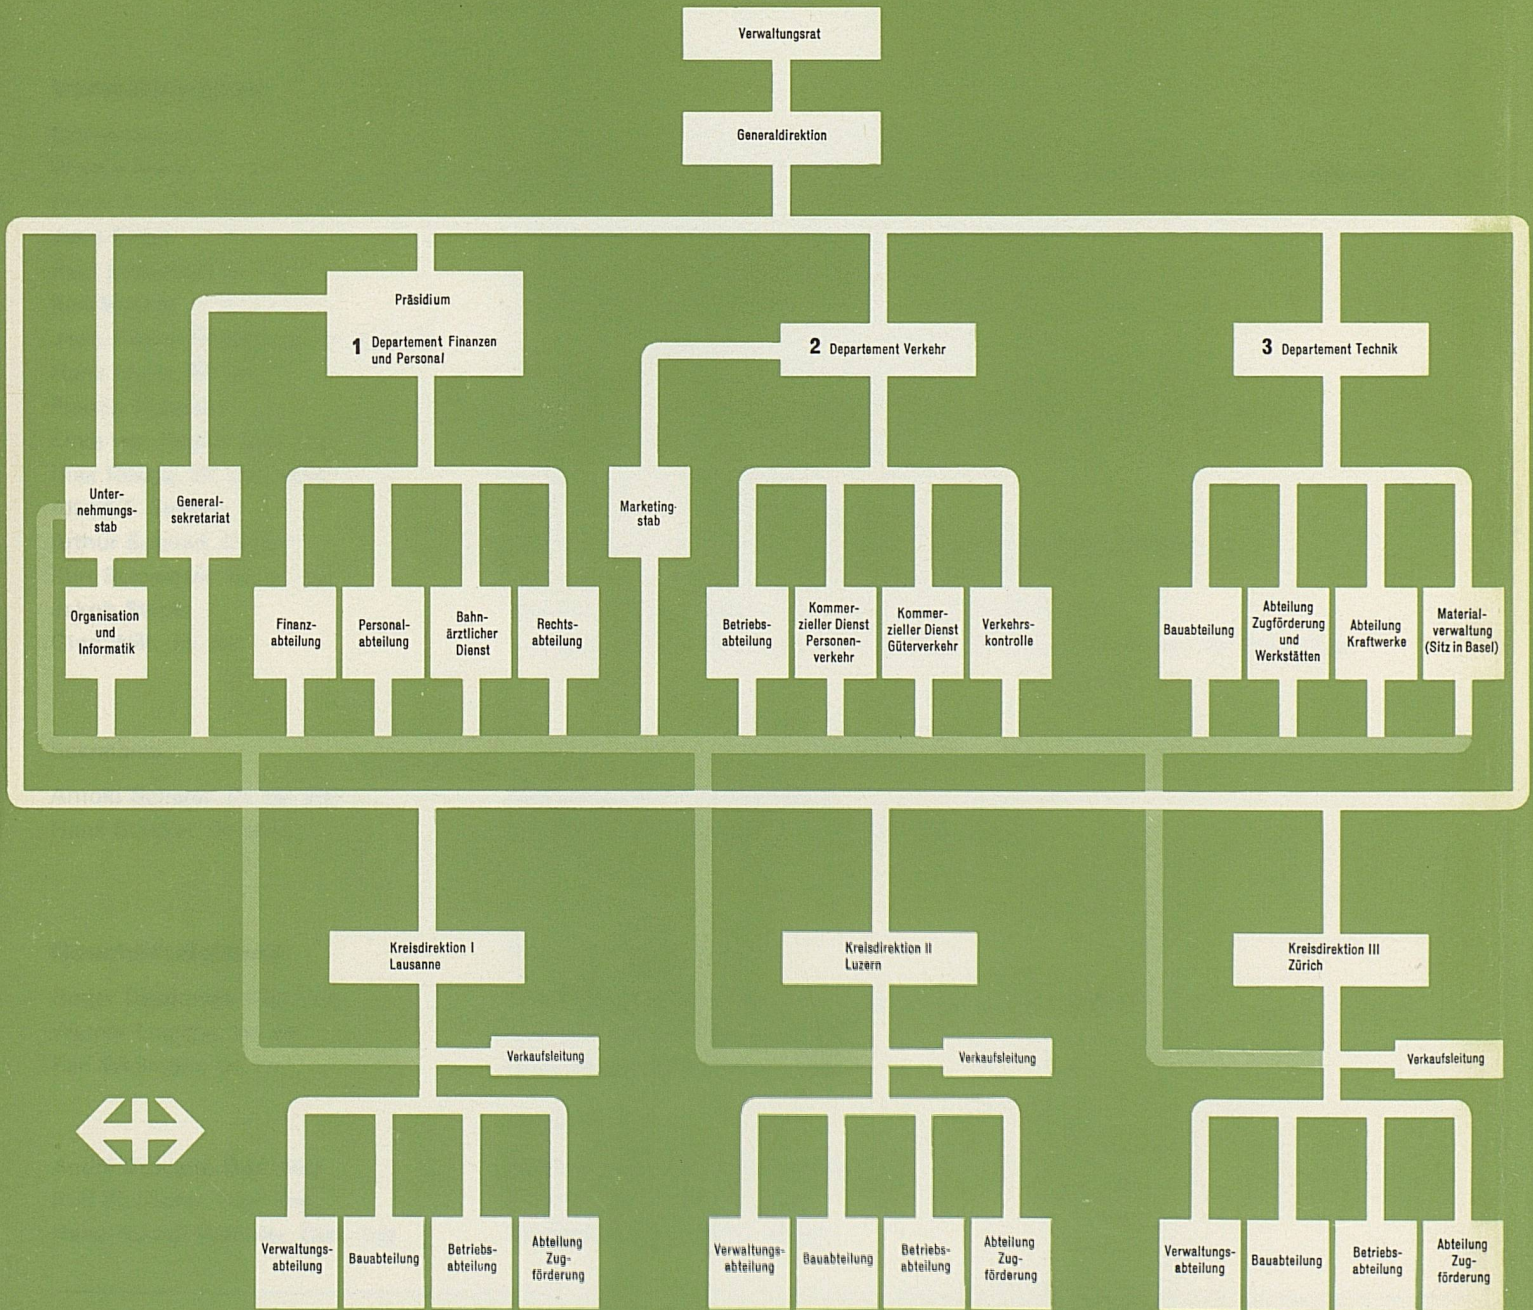 Verwaltungsrat
Generaldirektion
Präsidium
1 Departement Finanzen
und Personal
2 Departement Verkehr
3 Departement Technik
Unter-
nehmungs-
stab
General-
sekretariat
Marketing-
stab
Organisation
und
Informatik
Finanz-
abteilung
Personal-
abteilung
Bahn-
ärztlicher
Dienst
Rechts-
abteilung
Betriebs-
abteilung
Kommer-
zieller Dienst
Personen-
verkehr
Kommer-
zieller Dienst
Güterverkehr
Verkehrs-
kontrolle
Bauabteilung
Abteilung
Zugförderung
und
Werkstätten
Abteilung
Kraftwerke
Material-
verwaltung
(Sitz in Basel)
Kreisdirektion I
Lausanne
Kreisdirektion II
Luzern
Kreisdirektion III
Zürich
Verkaufsleitung
Verkaufsleitung
Verkaufsleitung
Verwaltungs-
abteilung
Bauabteilung
Betriebs-
abteilung
Abteilung
Zug-
förderung
Verwaltungs-
abteilung
Bauabteilung
Betriebs-
abteilung
Abteilung
Zug-
förderung
Verwaltungs-
abteilung
Bauabteilung
Betriebs-
abteilung
Abteilung
Zug-
förderung